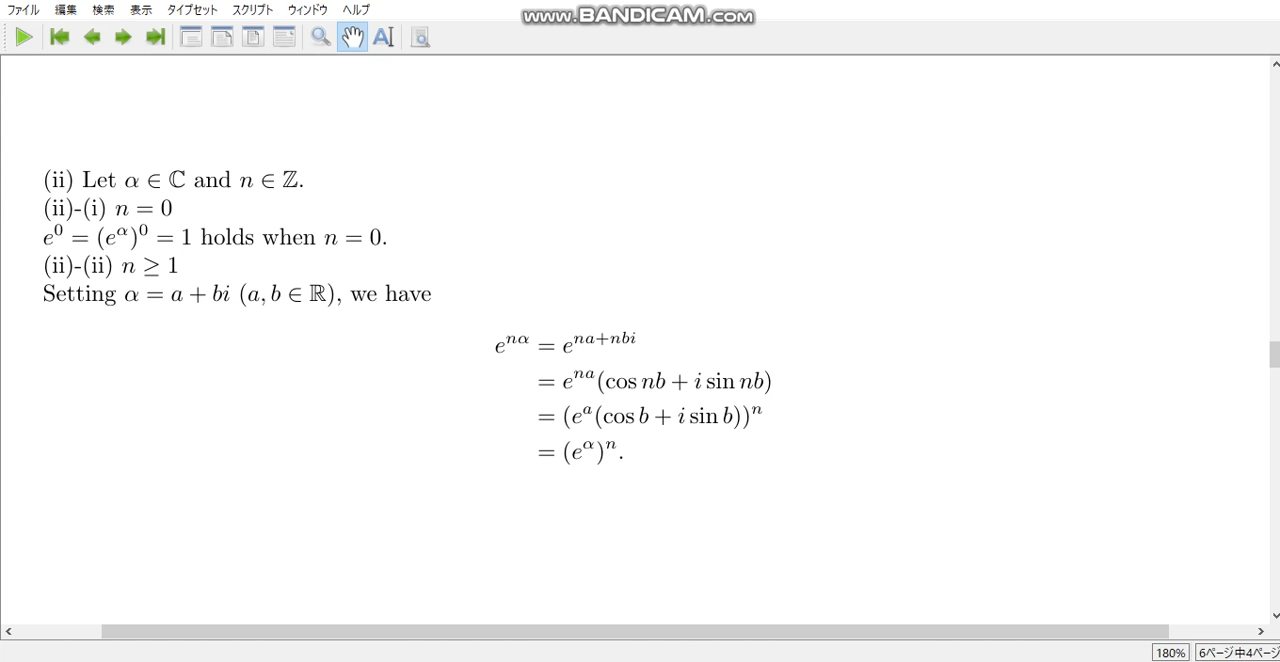 ファイル 編集 検索 表示 タイプセット スクリプト ウィンドウ ヘルプ
www.BANDICAM.com
(ii) Let α ∈ ℂ and n ∈ ℤ.
(ii)-(i) n = 0
e^0 = (e^α)^0 = 1 holds when n = 0.
(ii)-(ii) n ≥ 1
Setting α = a + bi (a, b ∈ ℝ), we have
e^{nα} = e^{na+nbi}
= e^{na}(cos nb + i sin nb)
= (e^a(cos b + i sin b))^n
= (e^α)^n.
180% 6ページ中4ページ